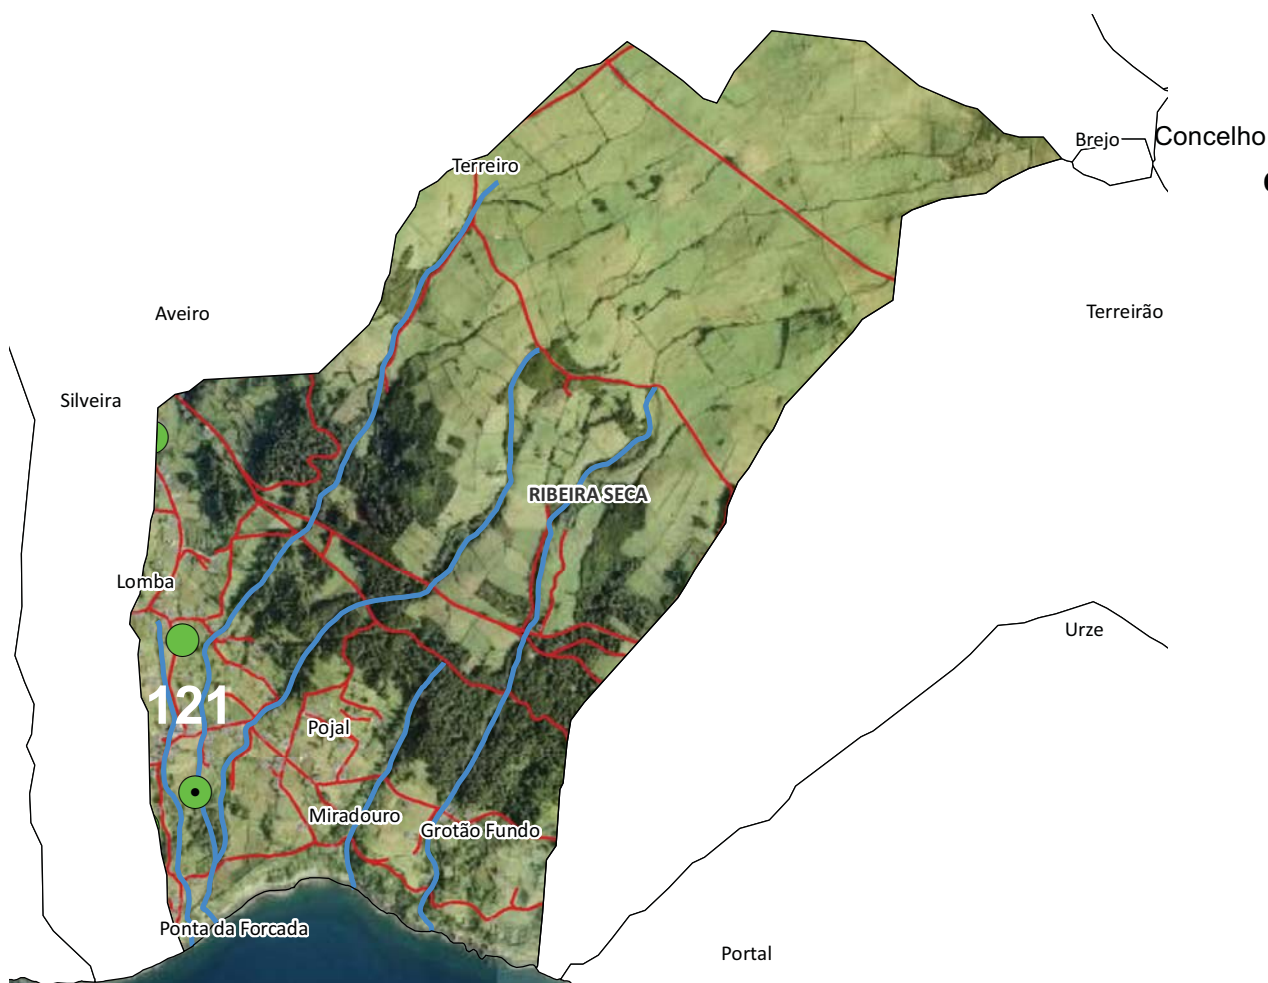 Brejo
Concelho
Terreiro
Aveiro
Terreirão
Silveira
RIBEIRA SECA
Lomba
Urze
121
Pojal
Miradouro
Grotão Fundo
Ponta da Forcada
Portal